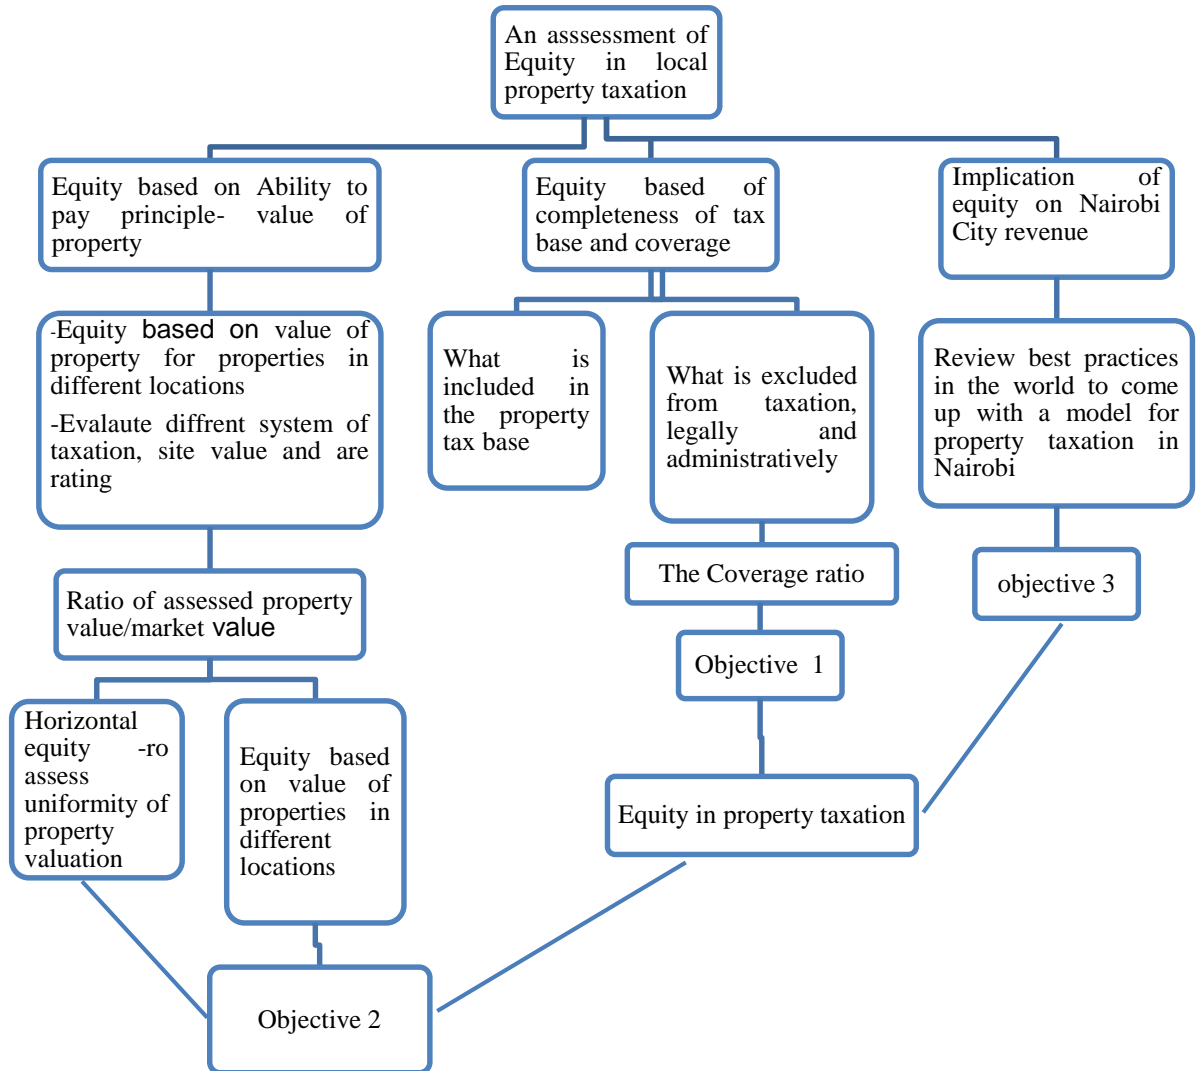 An asssessment of
Equity in local
property taxation
Equity based on Ability to
pay principle- value of
property
Equity based of
completeness of tax
base and coverage
Implication of
equity on Nairobi
City revenue
-Equity based on value of
property for properties in
different locations
-Evalaute diffrent system of
taxation, site value and are
rating
What is
included in
the property
tax base
What is excluded
from taxation,
legally and
administratively
Review best practices
in the world to come
up with a model for
property taxation in
Nairobi
Ratio of assessed property
value/market value
The Coverage ratio
objective 3
Objective 1
Horizontal
equity -ro
assess
uniformity of
property
valuation
Equity based
on value of
properties in
different
locations
Equity in property taxation
Objective 2